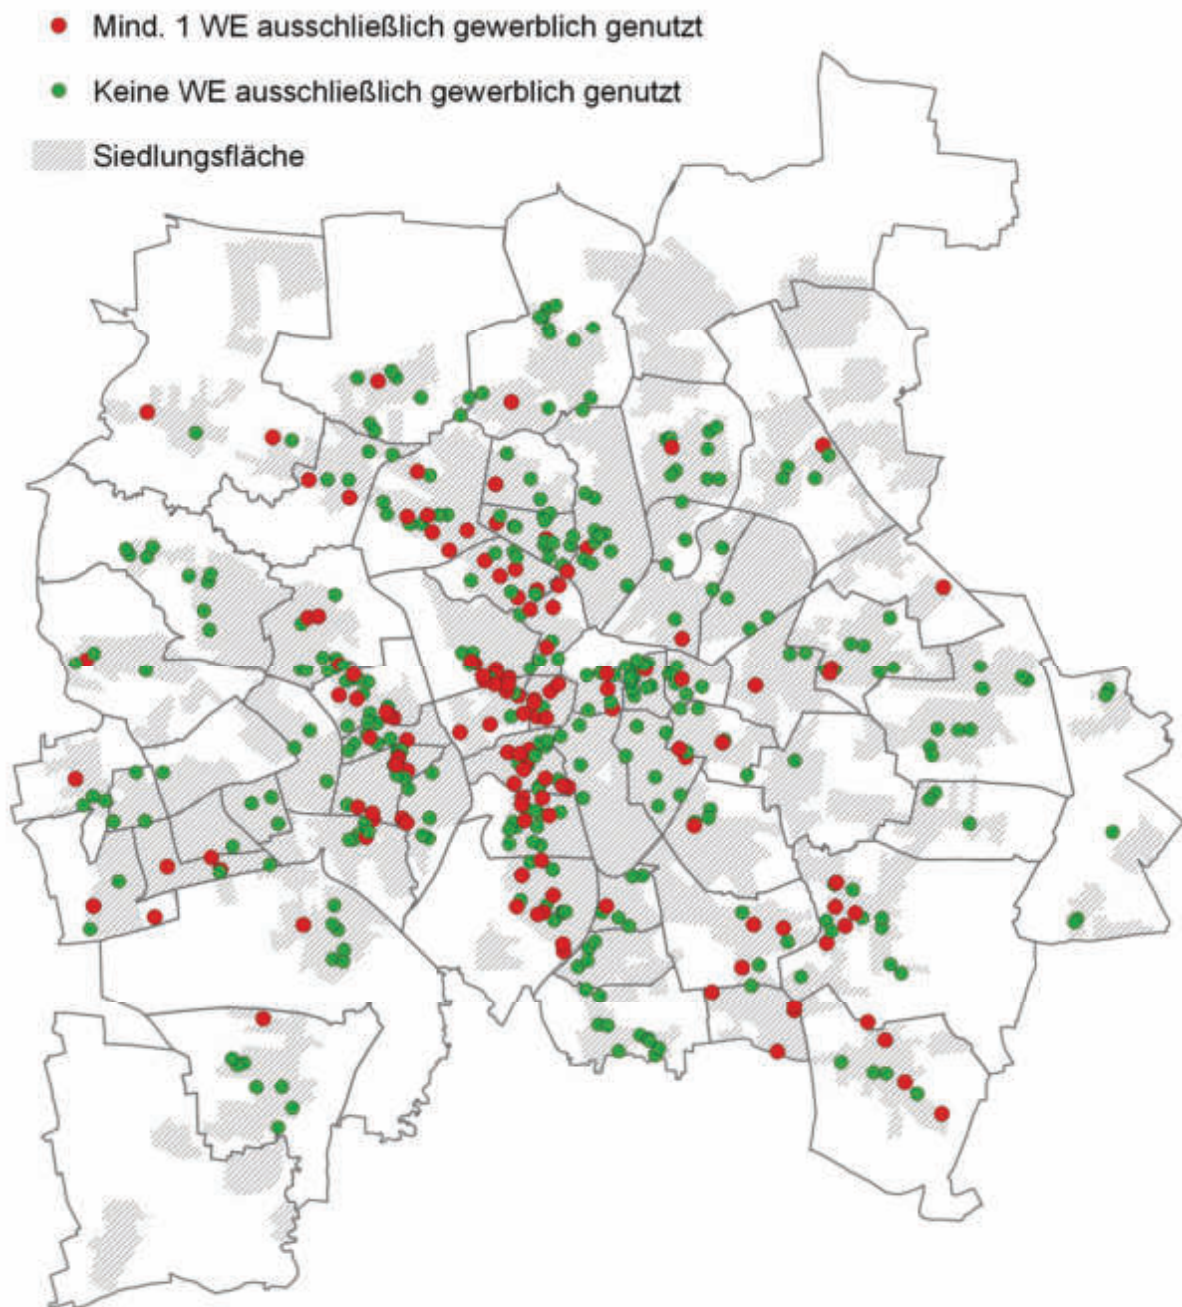 Mind. 1 WE ausschließlich gewerblich genutzt
Keine WE ausschließlich gewerblich genutzt
Siedlungsfläche